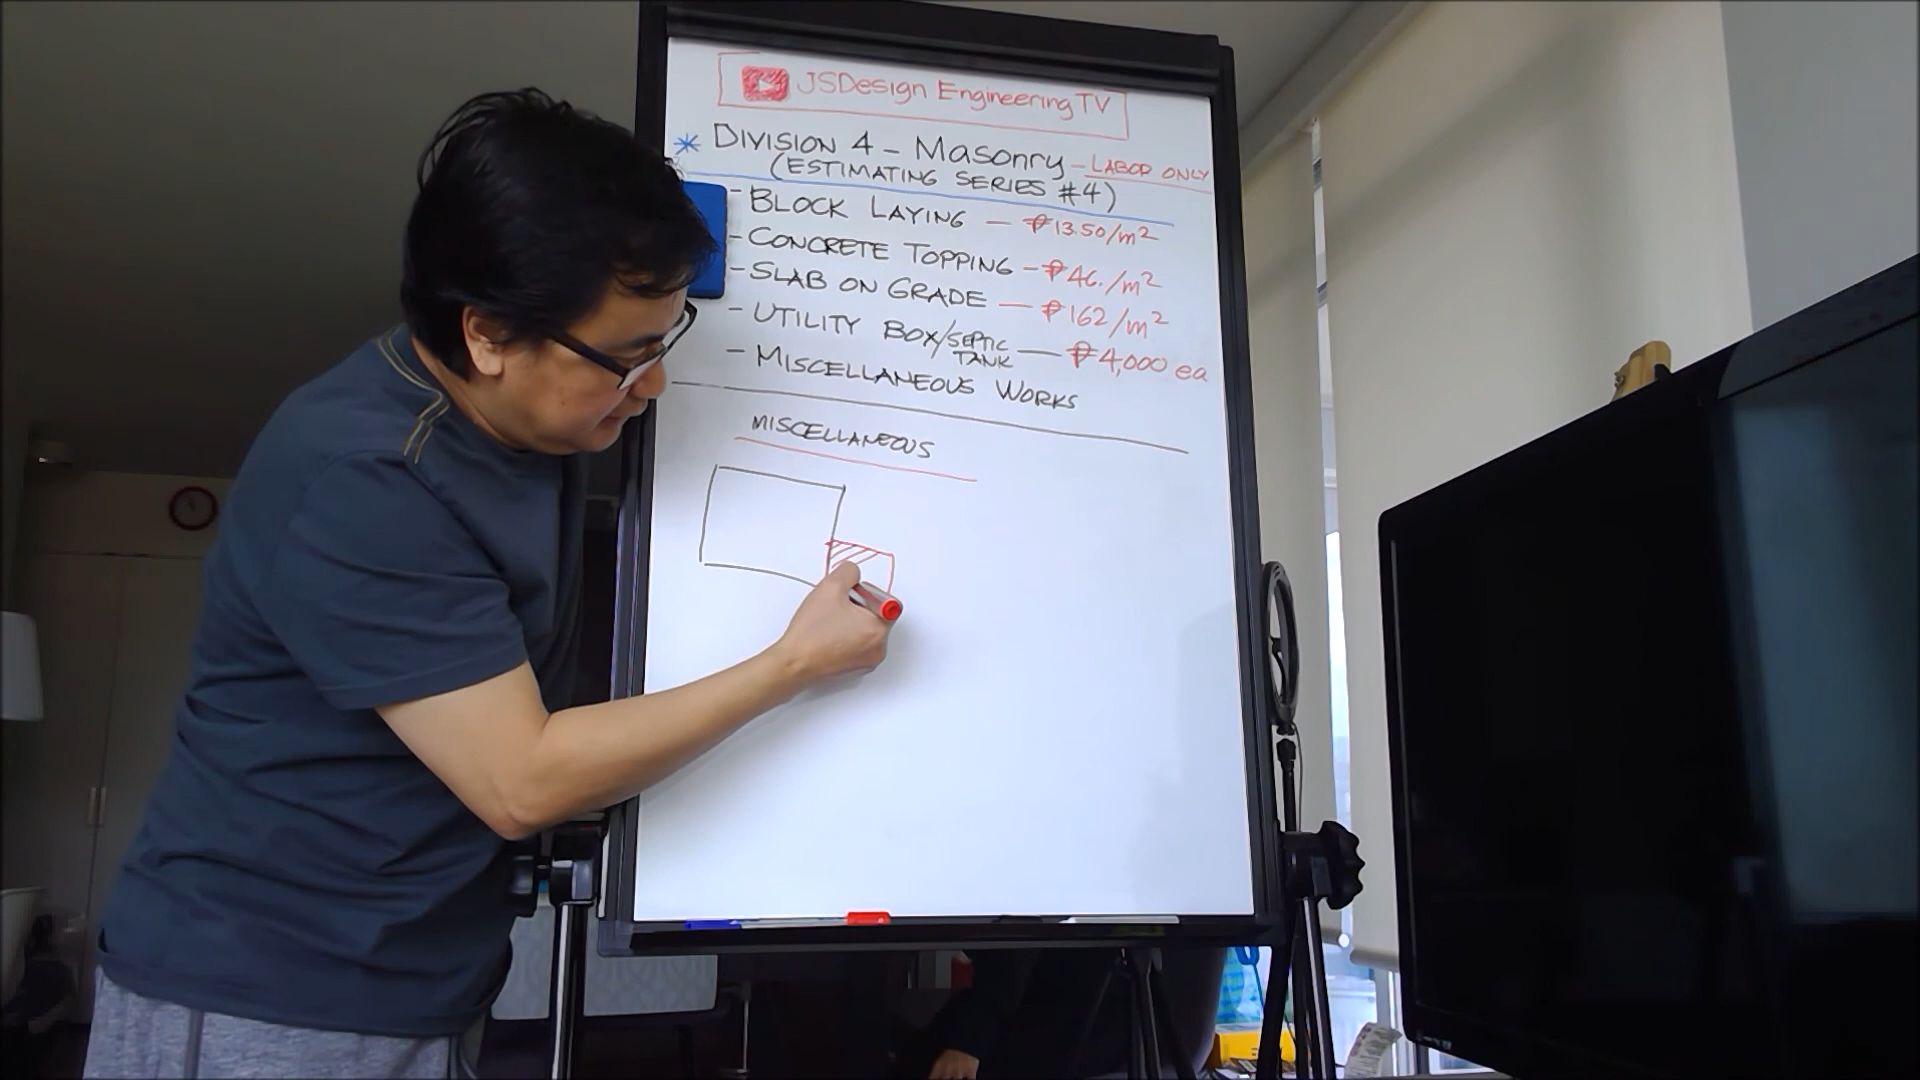 JSDesign Engineering TV
* DIVISION 4 - MASONRY - LABOR ONLY
(ESTIMATING SERIES #4)
- BLOCK LAYING — ₱13.50/m²
- CONCRETE TOPPING - ₱46./m²
- SLAB ON GRADE — ₱162/m²
- UTILITY BOX/SEPTIC TANK — ₱4,000 ea
- MISCELLANEOUS WORKS
MISCELLANEOUS